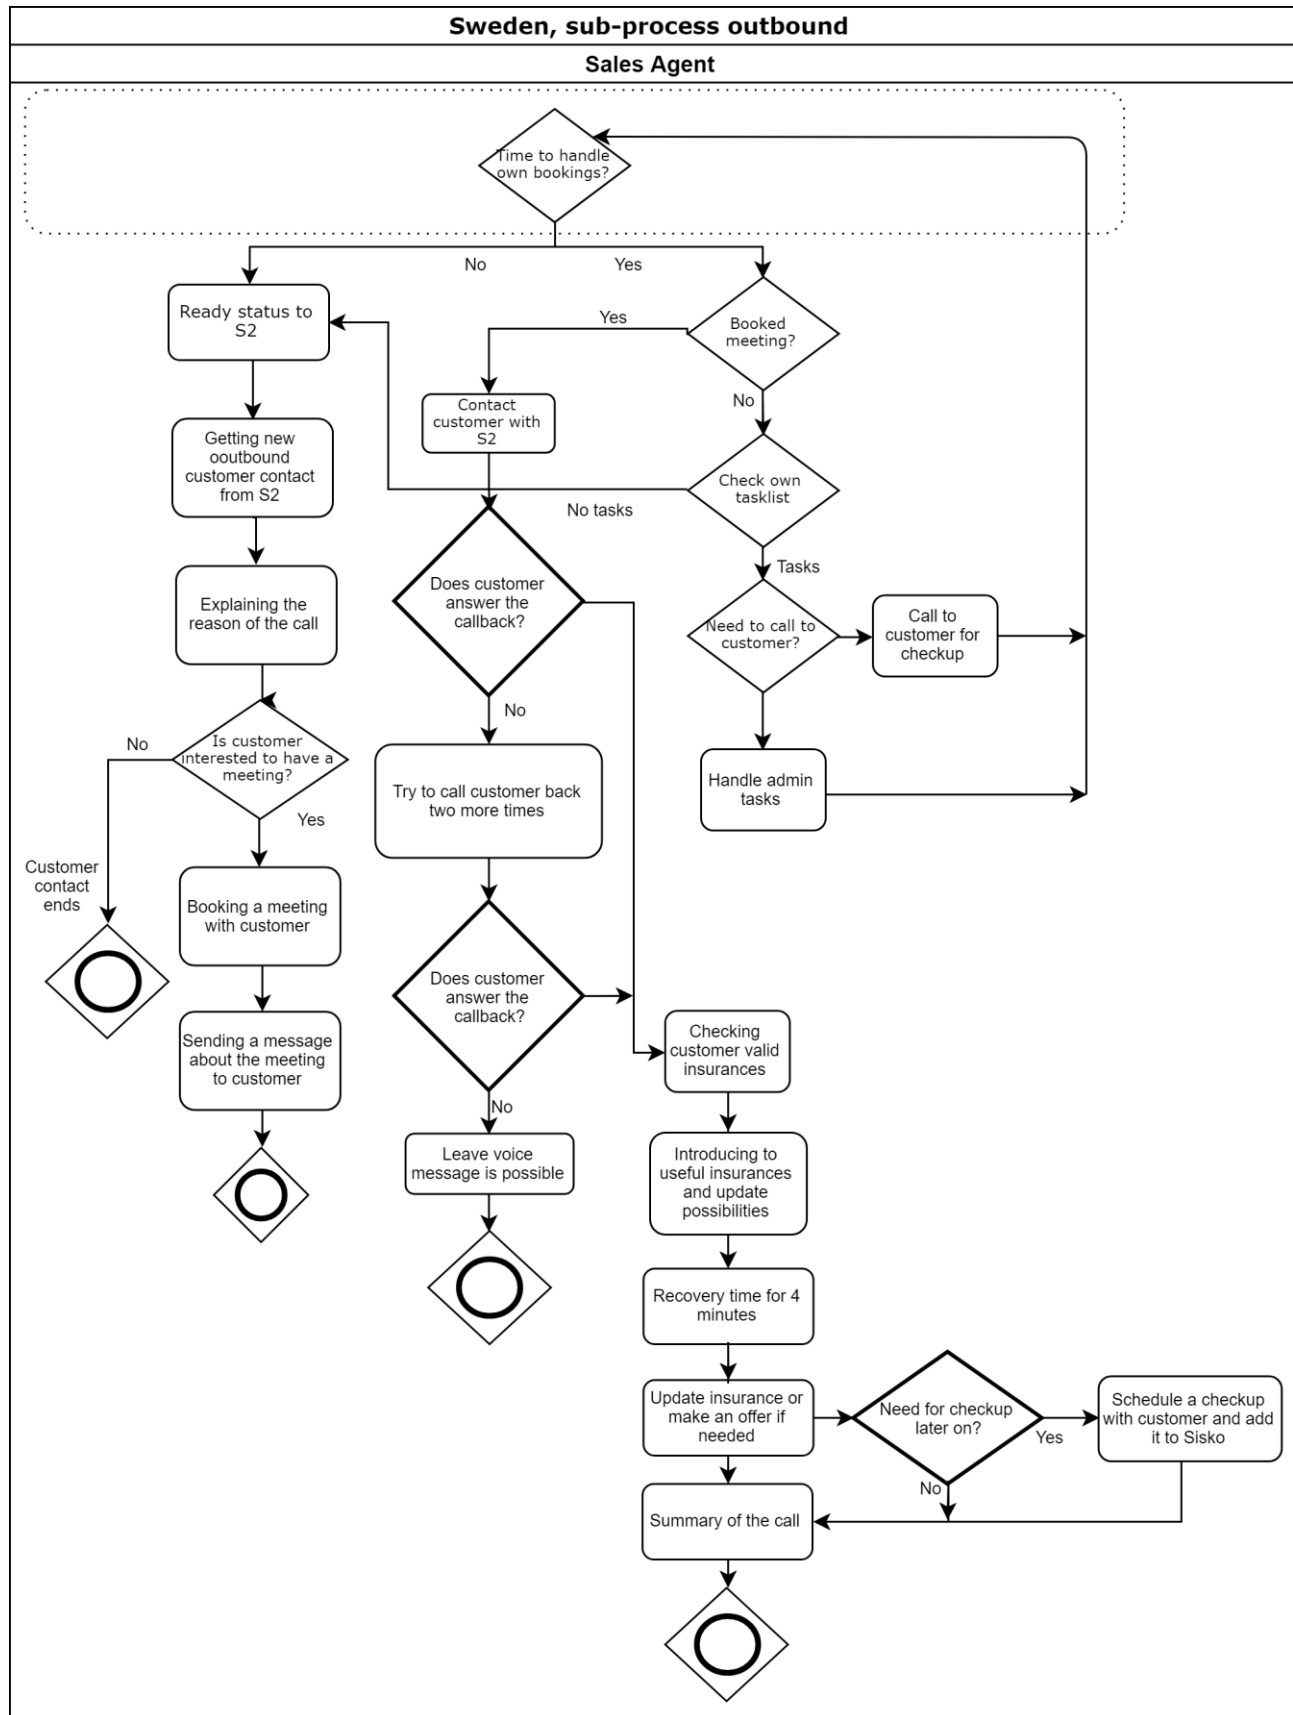 Sweden, sub-process outbound
Sales Agent
Time to handle
own bookings?
No
Yes
Ready status to
S2
Yes
Booked
meeting?
Contact
customer with
S2
No
Getting new
ooutbound
customer contact
from S2
Check own
tasklist
No tasks
Tasks
Explaining the
reason of the call
Does customer
answer the
callback?
Need to call to
customer?
Call to
customer for
checkup
No
Is customer
interested to have a
meeting?
No
Yes
Try to call customer back
two more times
Handle admin
tasks
Customer
contact
ends
Booking a meeting
with customer
Does customer
answer the
callback?
Sending a message
about the meeting
to customer
Checking
customer valid
insurances
No
Leave voice
message is possible
Introducing to
useful insurances
and update
possibilities
Recovery time for 4
minutes
Update insurance or
make an offer if
needed
Need for checkup
later on?
Yes
Schedule a checkup
with customer and add
it to Sisko
No
Summary of the call